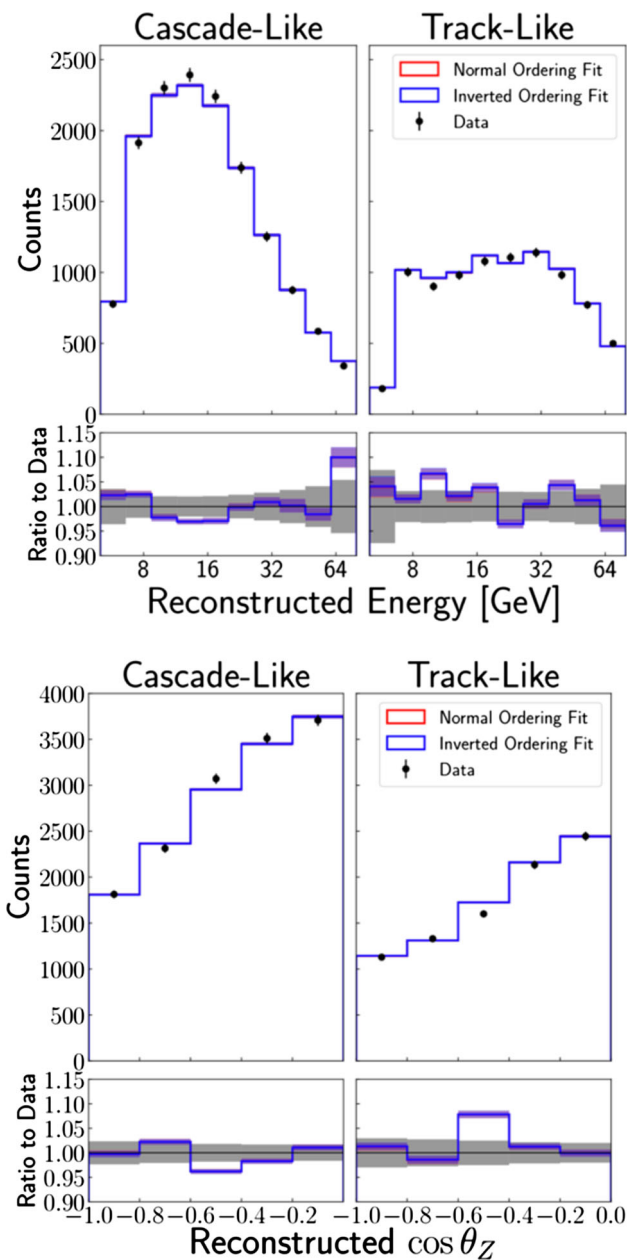 Cascade-Like Track-Like
2500
2000
1500
1000
500
0
Counts
Normal Ordering Fit
Inverted Ordering Fit
Data
1.15
1.10
1.05
1.00
0.95
0.90
Ratio to Data
8 16 32 64 8 16 32 64
Reconstructed Energy [GeV]
Cascade-Like Track-Like
4000
3500
3000
2500
2000
1500
1000
500
0
Counts
Normal Ordering Fit
Inverted Ordering Fit
Data
1.15
1.10
1.05
1.00
0.95
0.90
Ratio to Data
−1.0 −0.8 −0.6 −0.4 −0.2 −1.0 −0.8 −0.6 −0.4 −0.2 0.0
Reconstructed cos θ_Z